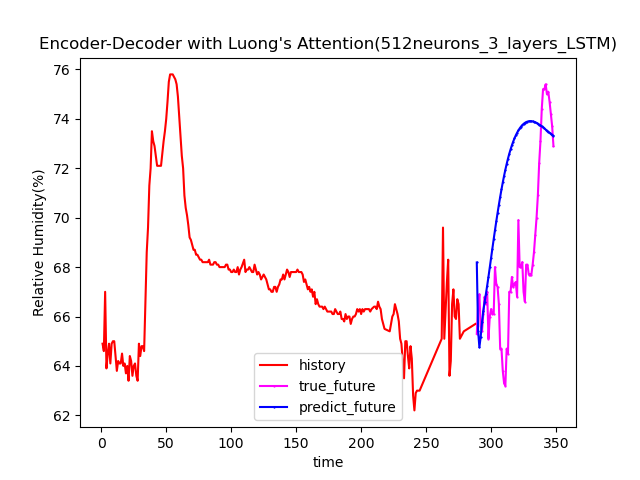 Encoder-Decoder with Luong's Attention(512neurons_3_layers_LSTM)
76
74
72
70
68
66
64
62
Relative Humidity(%)
history
true_future
predict_future
0 50 100 150 200 250 300 350
time